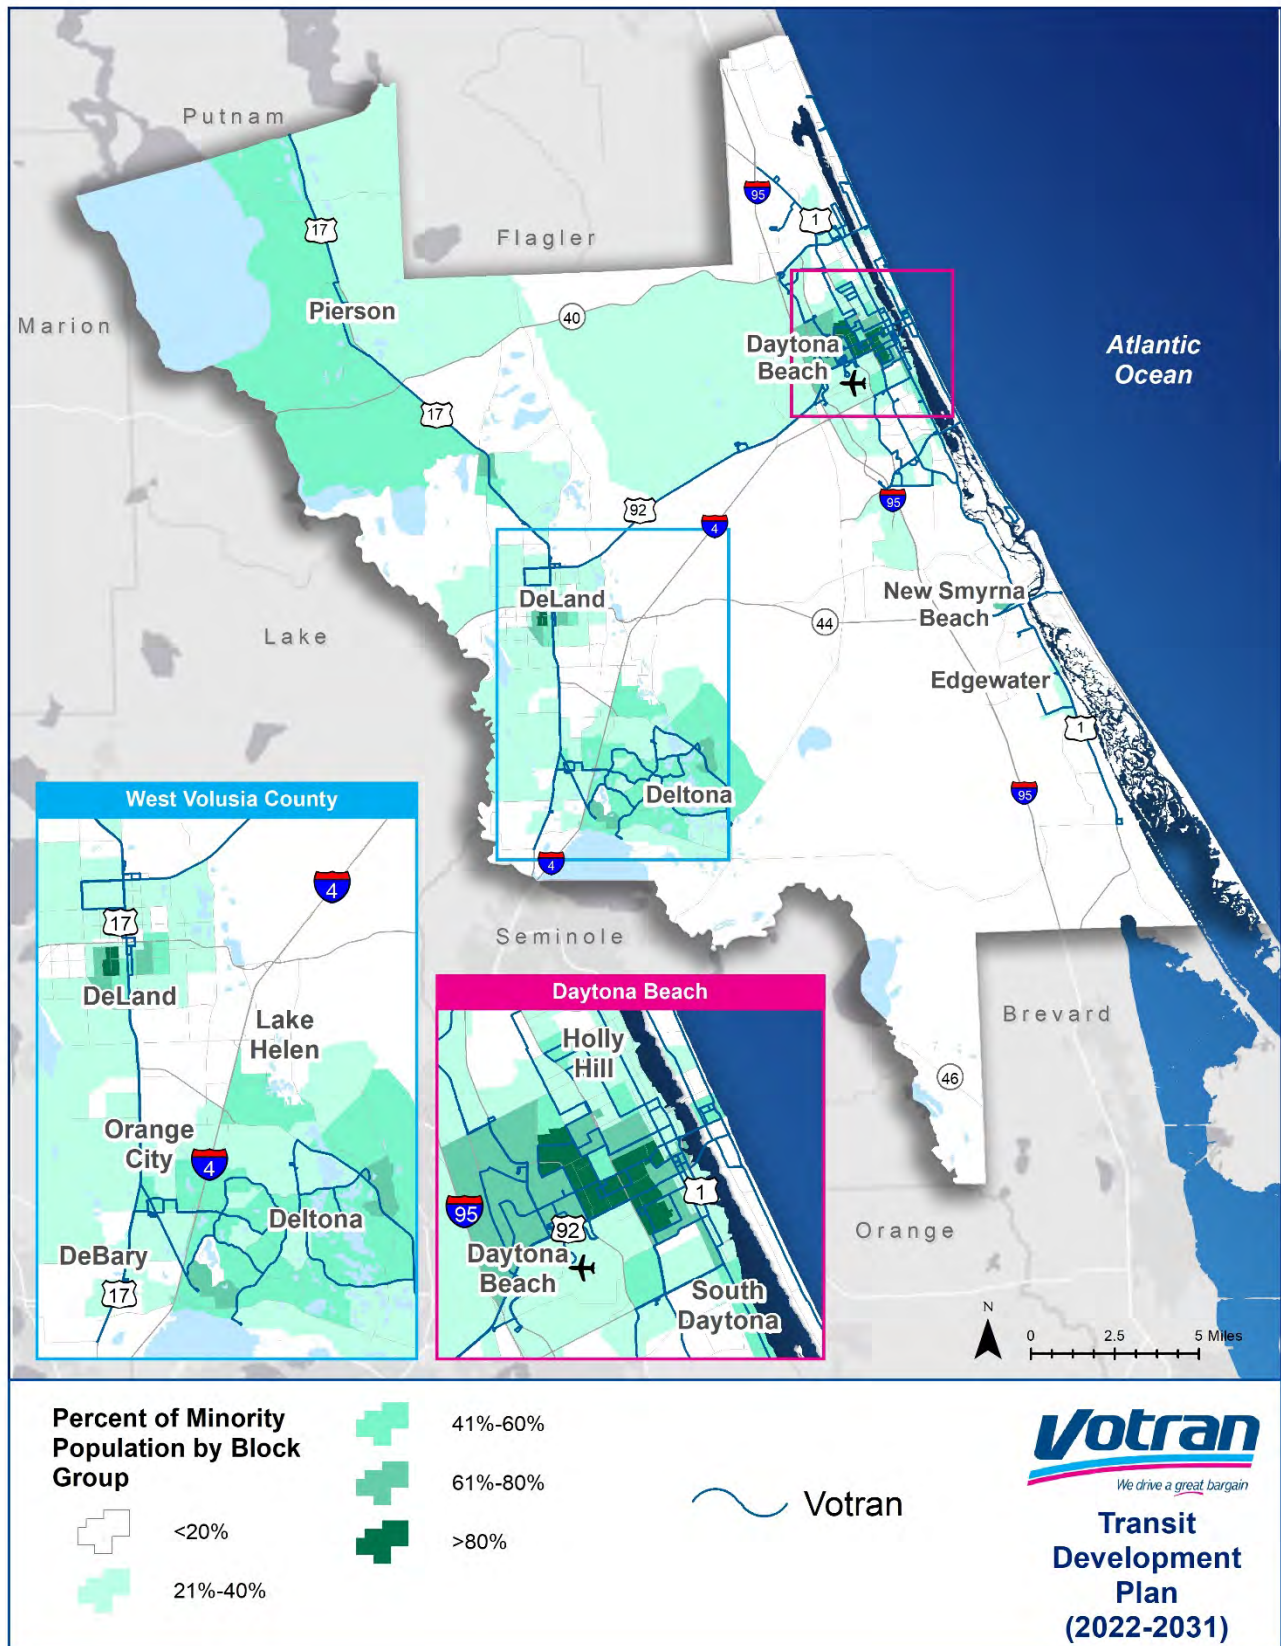 Putnam
95
17
1
Flagler
Pierson
Marion
40
Daytona
Beach
Atlantic
Ocean
17
92
4
95
DeLand
New Smyrna
Beach
44
Lake
Edgewater
1
Deltona
95
4
West Volusia County
4
17
DeLand
Lake
Helen
Orange
City
4
Deltona
DeBary
17
Seminole
Daytona Beach
Holly
Hill
1
95
92
Daytona
Beach
South
Daytona
Brevard
46
Orange
N
0 2.5 5 Miles
Percent of Minority
Population by Block
Group
<20%
21%-40%
41%-60%
61%-80%
>80%
Votran
Votran
We drive a great bargain
Transit
Development
Plan
(2022-2031)